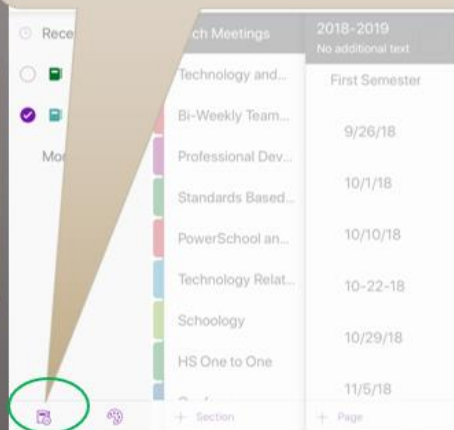 Rece
ch Meetings
Technology and...
Bi-Weekly Team...
Mo
Professional Dev...
Standards Based...
PowerSchool an...
Technology Relat...
Schoology
HS One to One
+ Section
2018-2019
No additional text
First Semester
9/26/18
10/1/18
10/10/18
10-22-18
10/29/18
11/5/18
+ Page